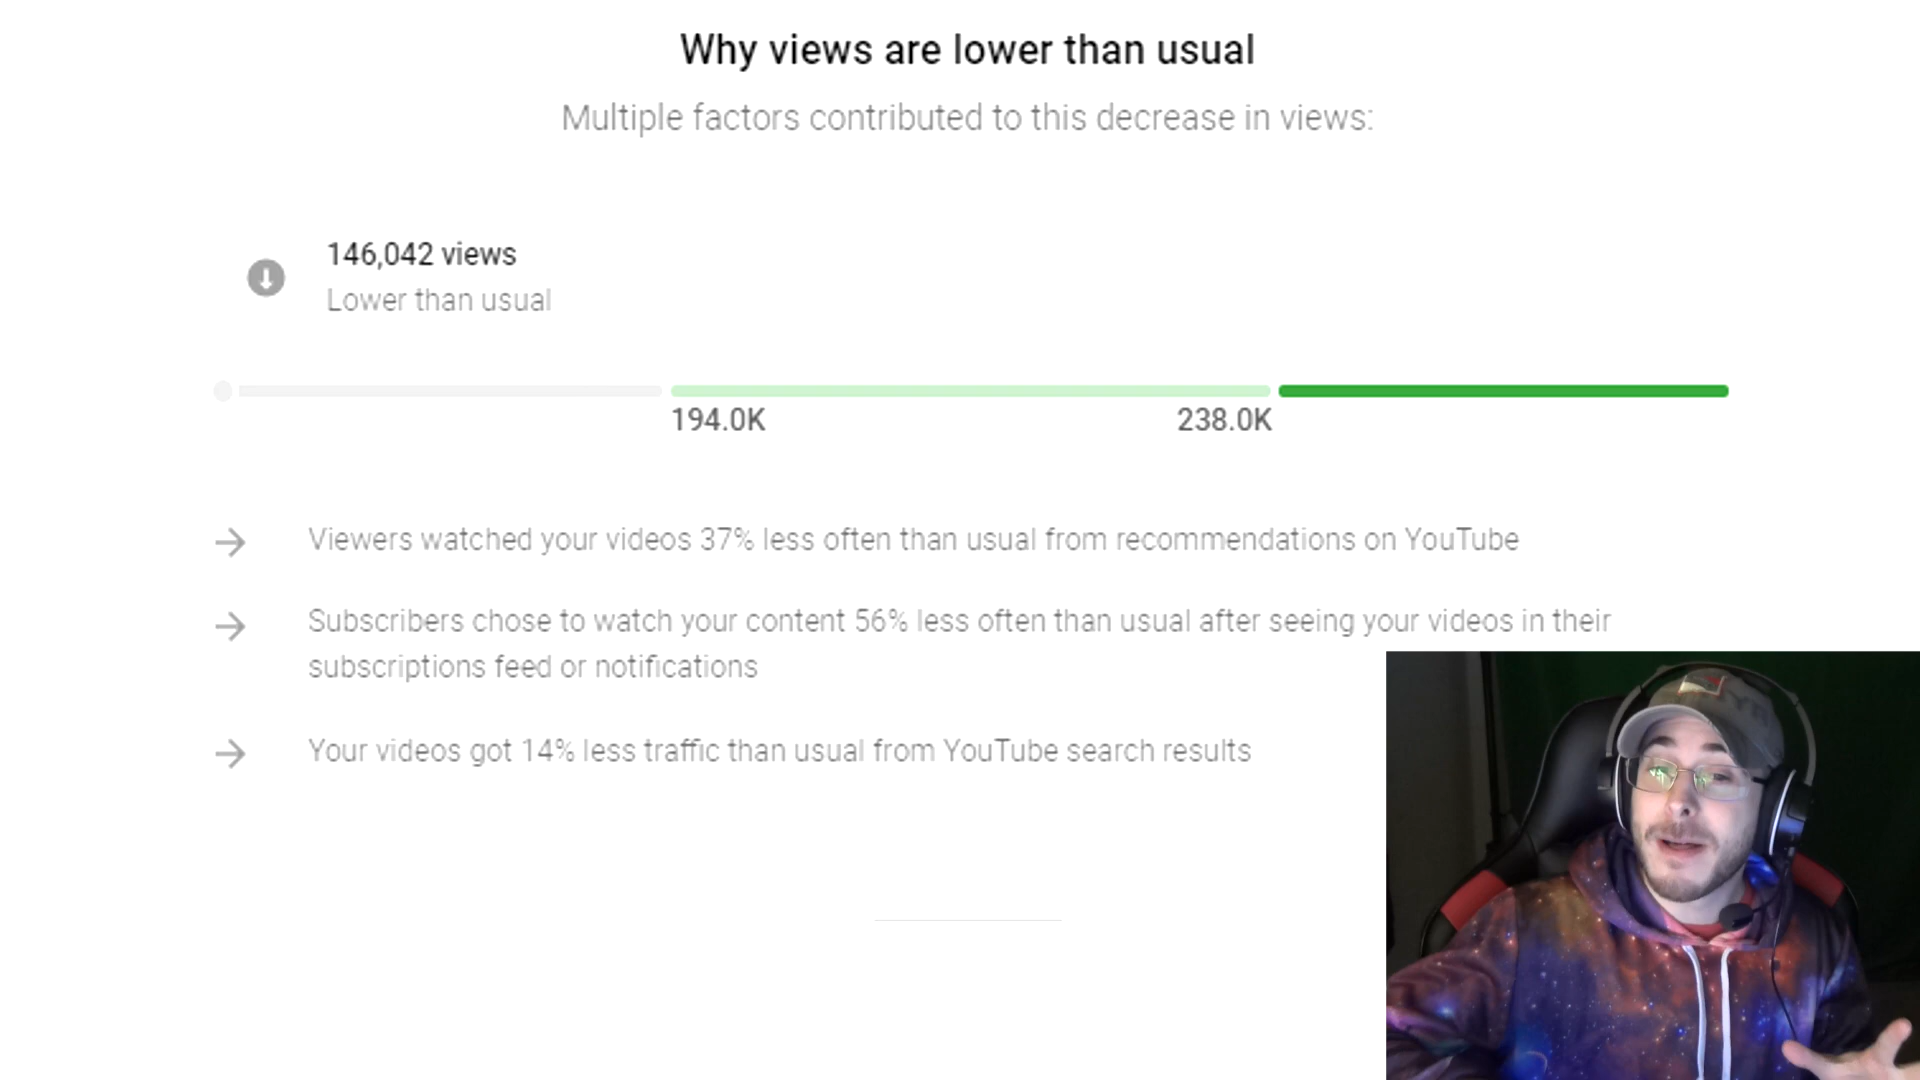 Why views are lower than usual
Multiple factors contributed to this decrease in views:
146,042 views
Lower than usual
194.0K
238.0K
Viewers watched your videos 37% less often than usual from recommendations on YouTube
Subscribers chose to watch your content 56% less often than usual after seeing your videos in their
subscriptions feed or notifications
Your videos got 14% less traffic than usual from YouTube search results